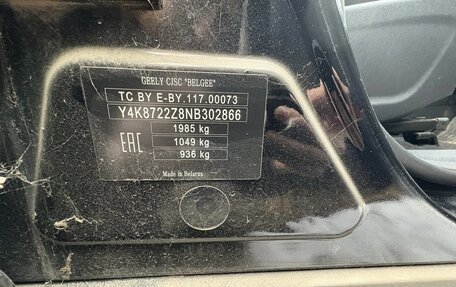 GEELY CJSC "BELGEE"
TC BY E-BY.117.00073
Y4K8722Z8NB302866
1985 kg
EAC 1049 kg
936 kg
Made in Belarus